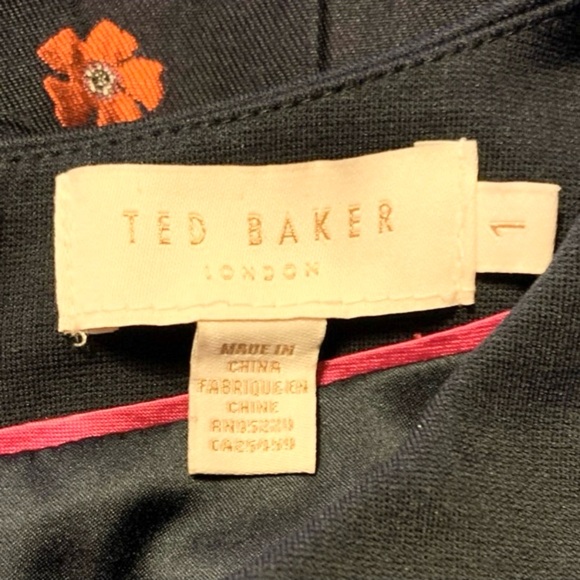 TED BAKER
LONDON
1
MADE IN
CHINA
FABRIQUE EN
CHINE